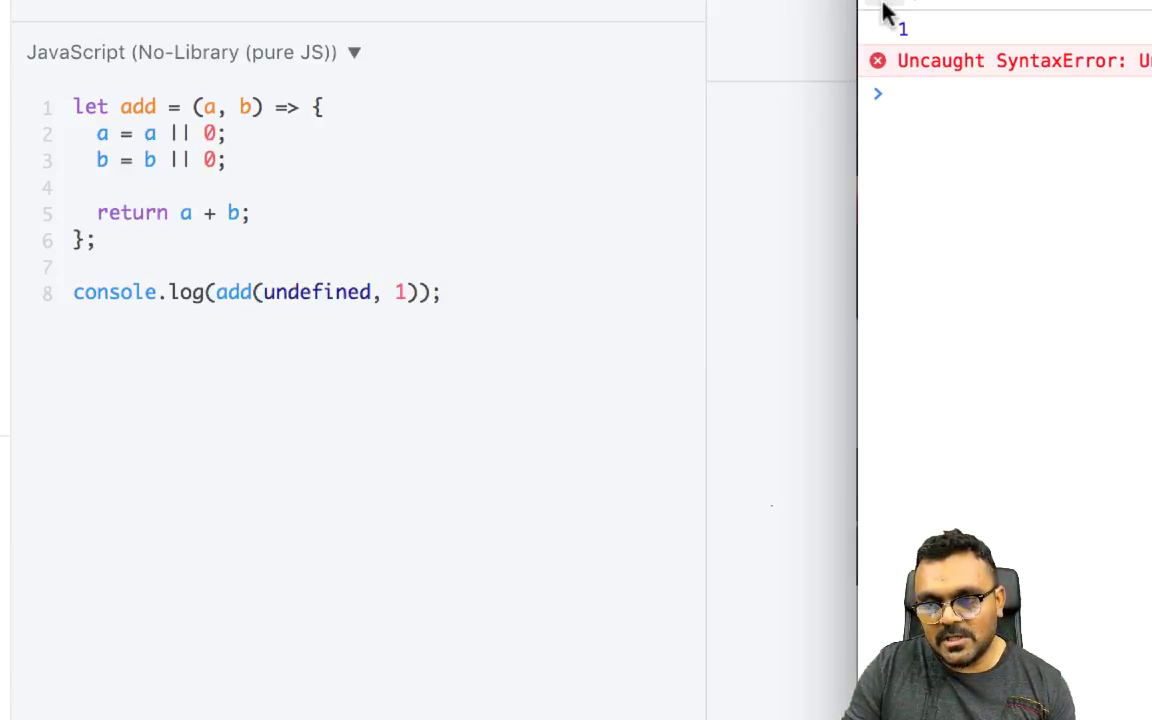 JavaScript (No-Library (pure JS)) ▼
1 let add = (a, b) => {
2 a = a || 0;
3 b = b || 0;
4
5 return a + b;
6 };
7
8 console.log(add(undefined, 1));
1
Uncaught SyntaxError:
>